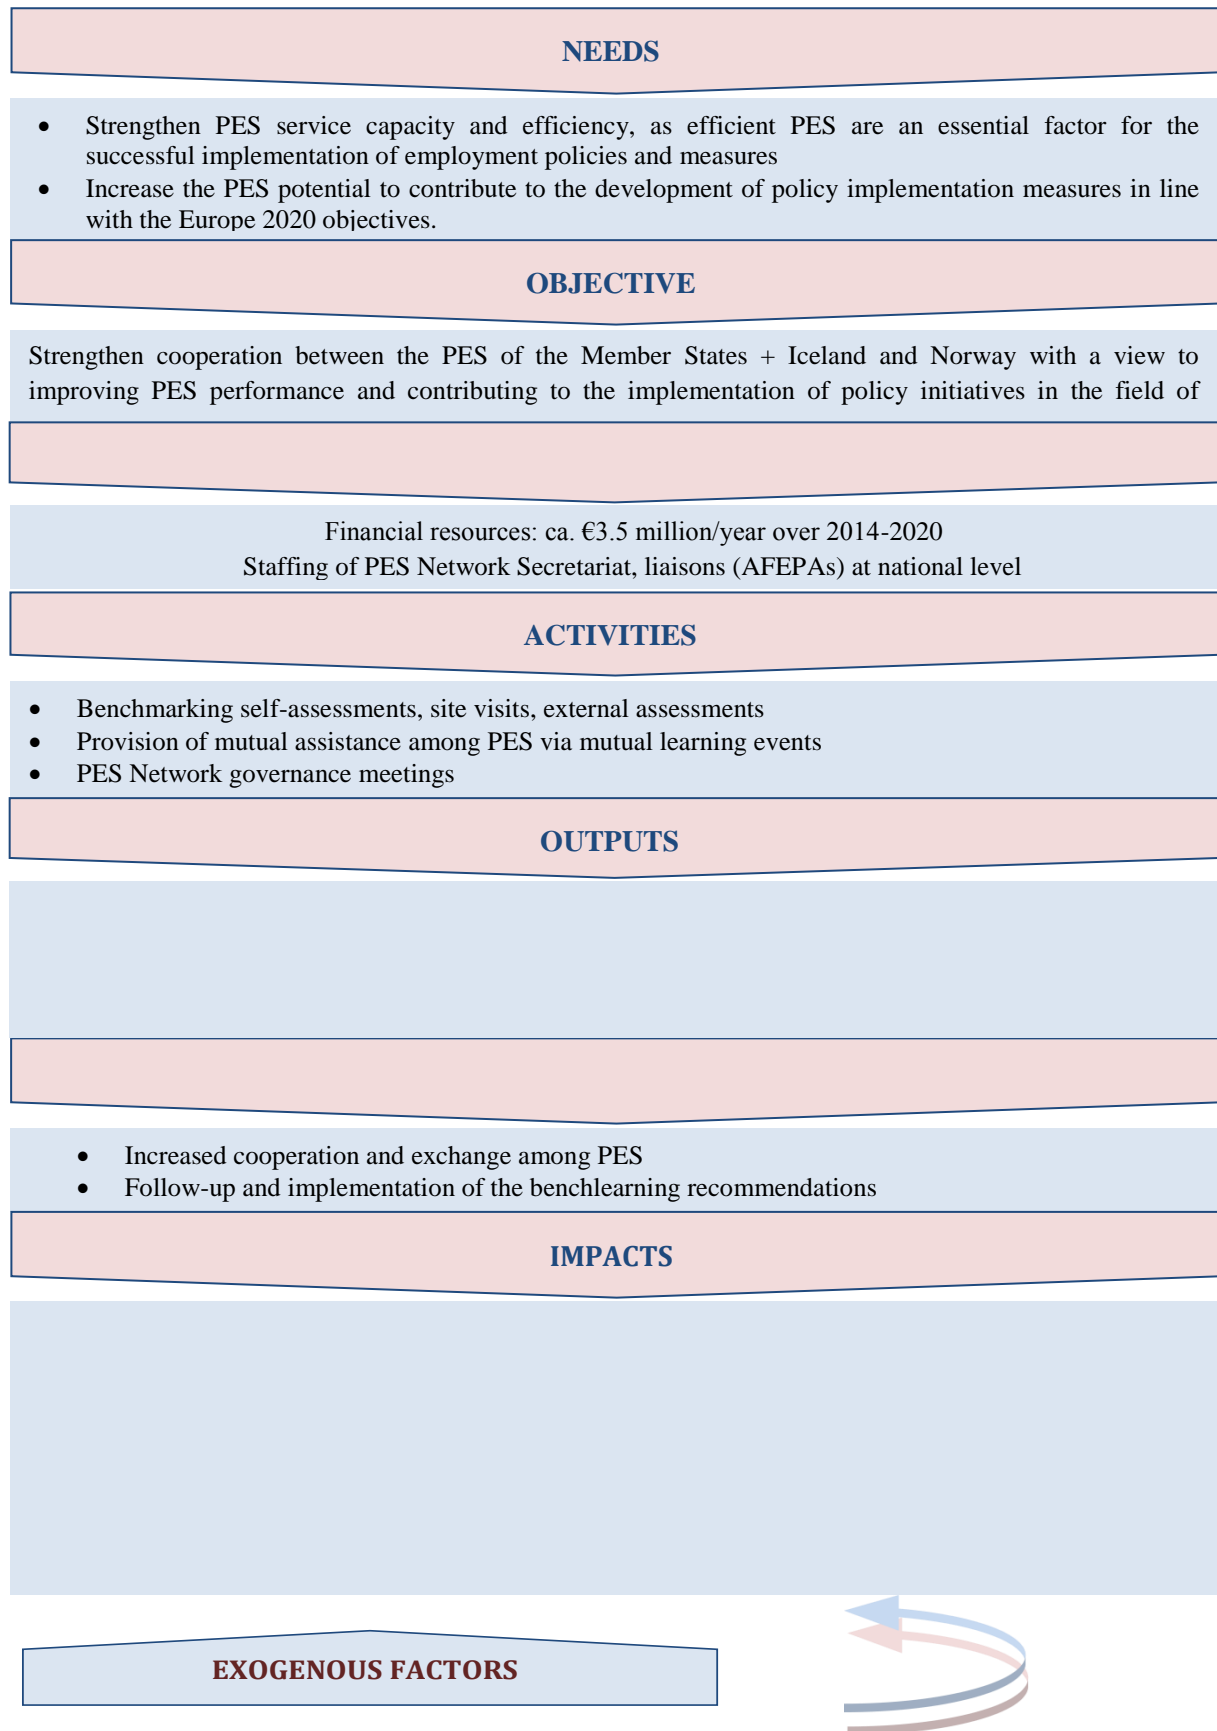 NEEDS
• Strengthen PES service capacity and efficiency, as efficient PES are an essential factor for the
successful implementation of employment policies and measures
• Increase the PES potential to contribute to the development of policy implementation measures in line
with the Europe 2020 objectives.
OBJECTIVE
Strengthen cooperation between the PES of the Member States + Iceland and Norway with a view to
improving PES performance and contributing to the implementation of policy initiatives in the field of
Financial resources: ca. €3.5 million/year over 2014-2020
Staffing of PES Network Secretariat, liaisons (AFEPAs) at national level
ACTIVITIES
• Benchmarking self-assessments, site visits, external assessments
• Provision of mutual assistance among PES via mutual learning events
• PES Network governance meetings
OUTPUTS
• Increased cooperation and exchange among PES
• Follow-up and implementation of the benchlearning recommendations
IMPACTS
EXOGENOUS FACTORS